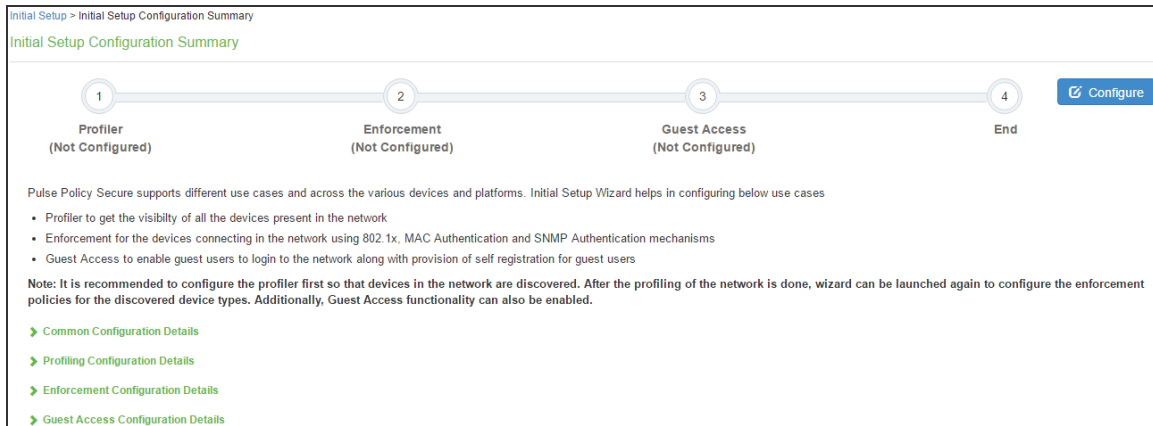 Initial Setup > Initial Setup Configuration Summary
Initial Setup Configuration Summary
1
2
3
4
Configure
Profiler
(Not Configured)
Enforcement
(Not Configured)
Guest Access
(Not Configured)
End
Pulse Policy Secure supports different use cases and across the various devices and platforms. Initial Setup Wizard helps in configuring below use cases
• Profiler to get the visibilty of all the devices present in the network
• Enforcement for the devices connecting in the network using 802.1x, MAC Authentication and SNMP Authentication mechanisms
• Guest Access to enable guest users to login to the network along with provision of self registration for guest users
Note: It is recommended to configure the profiler first so that devices in the network are discovered. After the profiling of the network is done, wizard can be launched again to configure the enforcement
policies for the discovered device types. Additionally, Guest Access functionality can also be enabled.
Common Configuration Details
Profiling Configuration Details
Enforcement Configuration Details
Guest Access Configuration Details